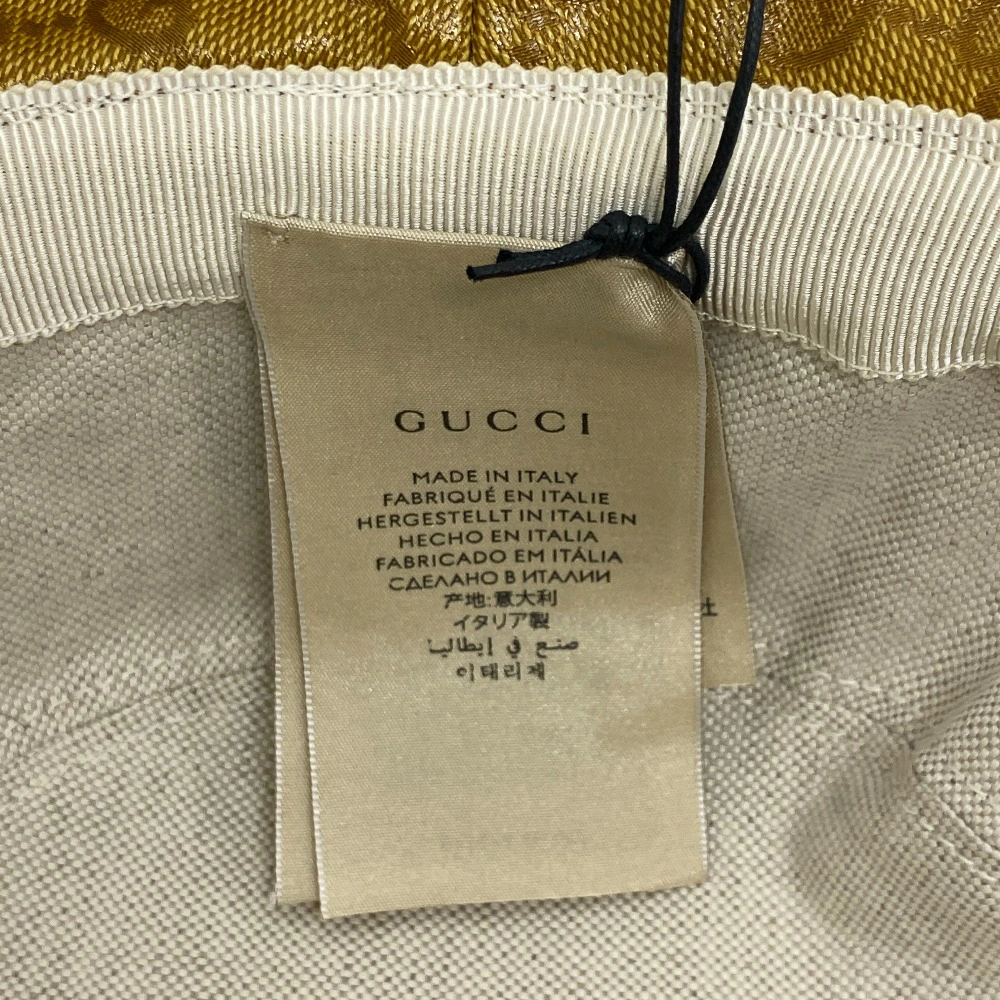 GUCCI
MADE IN ITALY
FABRIQUÉ EN ITALIE
HERGESTELLT IN ITALIEN
HECHO EN ITALIA
FABRICADO EM ITÁLIA
СДЕЛАНО В ИТАЛИИ
产地:意大利
イタリア製
صنع في إيطاليا
이태리제
社